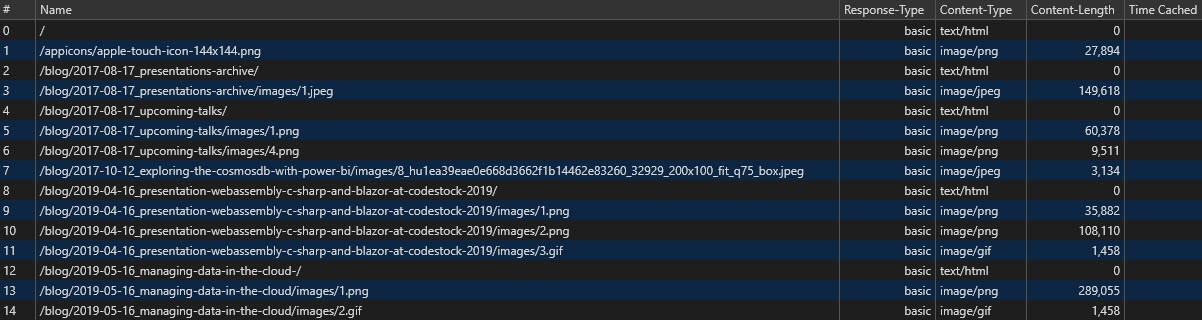 # Name Response-Type Content-Type Content-Length Time Cached
0 / basic text/html 0
1 /appicons/apple-touch-icon-144x144.png basic image/png 27,894
2 /blog/2017-08-17_presentations-archive/ basic text/html 0
3 /blog/2017-08-17_presentations-archive/images/1.jpeg basic image/jpeg 149,618
4 /blog/2017-08-17_upcoming-talks/ basic text/html 0
5 /blog/2017-08-17_upcoming-talks/images/1.png basic image/png 60,378
6 /blog/2017-08-17_upcoming-talks/images/4.png basic image/png 9,511
7 /blog/2017-10-12_exploring-the-cosmosdb-with-power-bi/images/8_hu1ea39eae0e668d3662f1b14462e83260_32929_200x100_fit_q75_box.jpeg basic image/jpeg 3,134
8 /blog/2019-04-16_presentation-webassembly-c-sharp-and-blazor-at-codestock-2019/ basic text/html 0
9 /blog/2019-04-16_presentation-webassembly-c-sharp-and-blazor-at-codestock-2019/images/1.png basic image/png 35,882
10 /blog/2019-04-16_presentation-webassembly-c-sharp-and-blazor-at-codestock-2019/images/2.png basic image/png 108,110
11 /blog/2019-04-16_presentation-webassembly-c-sharp-and-blazor-at-codestock-2019/images/3.gif basic image/gif 1,458
12 /blog/2019-05-16_managing-data-in-the-cloud-/ basic text/html 0
13 /blog/2019-05-16_managing-data-in-the-cloud/images/1.png basic image/png 289,055
14 /blog/2019-05-16_managing-data-in-the-cloud/images/2.gif basic image/gif 1,458